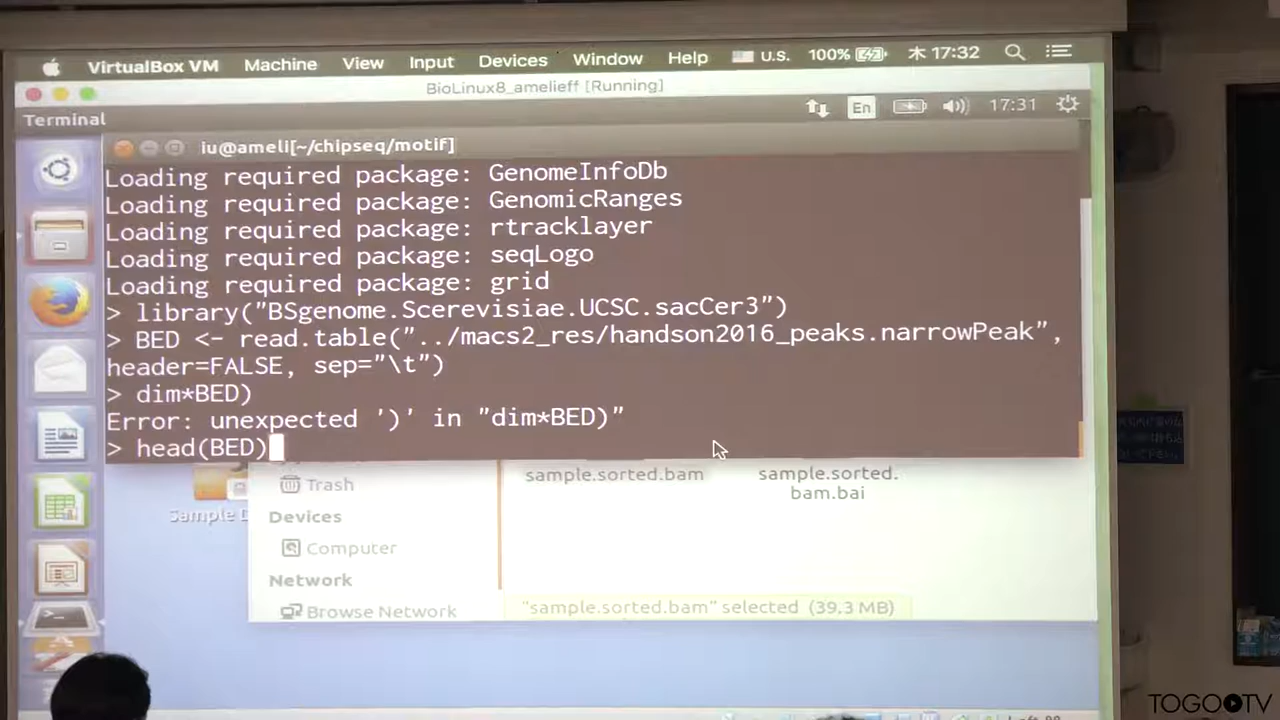 VirtualBox VM Machine View Input Devices Window Help U.S. 100% 木 17:32
BioLinux8_amelieff [Running]
Terminal En 17:31
iu@ameli[~/chipseq/motif]
Loading required package: GenomeInfoDb
Loading required package: GenomicRanges
Loading required package: rtracklayer
Loading required package: seqLogo
Loading required package: grid
> library("BSgenome.Scerevisiae.UCSC.sacCer3")
> BED <- read.table("../macs2_res/handson2016_peaks.narrowPeak",
header=FALSE, sep="\t")
> dim*BED)
Error: unexpected ')' in "dim*BED)"
> head(BED)
Sample
Trash
Devices
Computer
Network
Browse Network
sample.sorted.bam
sample.sorted.
bam.bai
"sample.sorted.bam" selected (39.3 MB)
TOGOTV